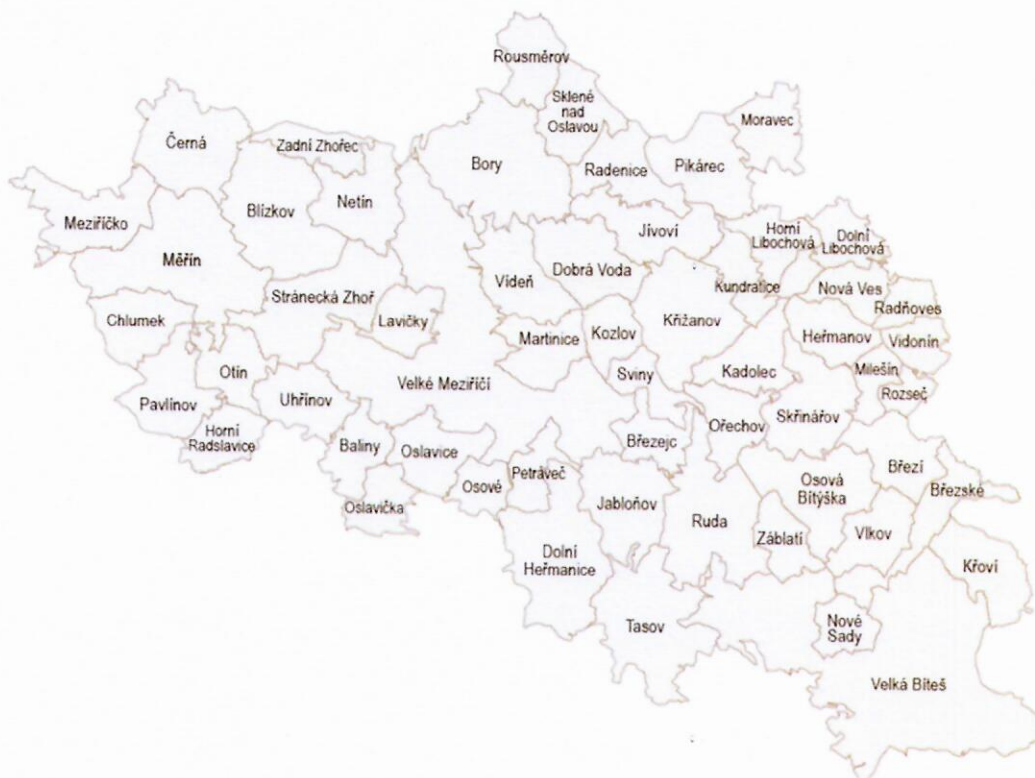 Rousměrov
Sklené
nad
Oslavou
Moravec
Černá
Zadní Zhořec
Bory
Radenice
Pikárec
Meziříčko
Blízkov
Netín
Jívoví
Horní
Libochová
Dolní
Libochová
Měřín
Vídeň
Dobrá Voda
Kundratice
Nová Ves
Radňoves
Stránecká Zhoř
Chlumek
Lavičky
Martinice
Kozlov
Křižanov
Heřmanov
Vidonín
Otín
Sviny
Kadolec
Milešín
Rozseč
Velké Meziříčí
Pavlínov
Uhřínov
Horní
Radslavice
Baliny
Oslavice
Březejc
Ořechov
Skřinářov
Osové
Petráveč
Osová
Bítýška
Březí
Březské
Oslavička
Jabloňov
Ruda
Záblatí
Vlkov
Dolní
Heřmanice
Křoví
Tasov
Nové
Sady
Velká Bíteš